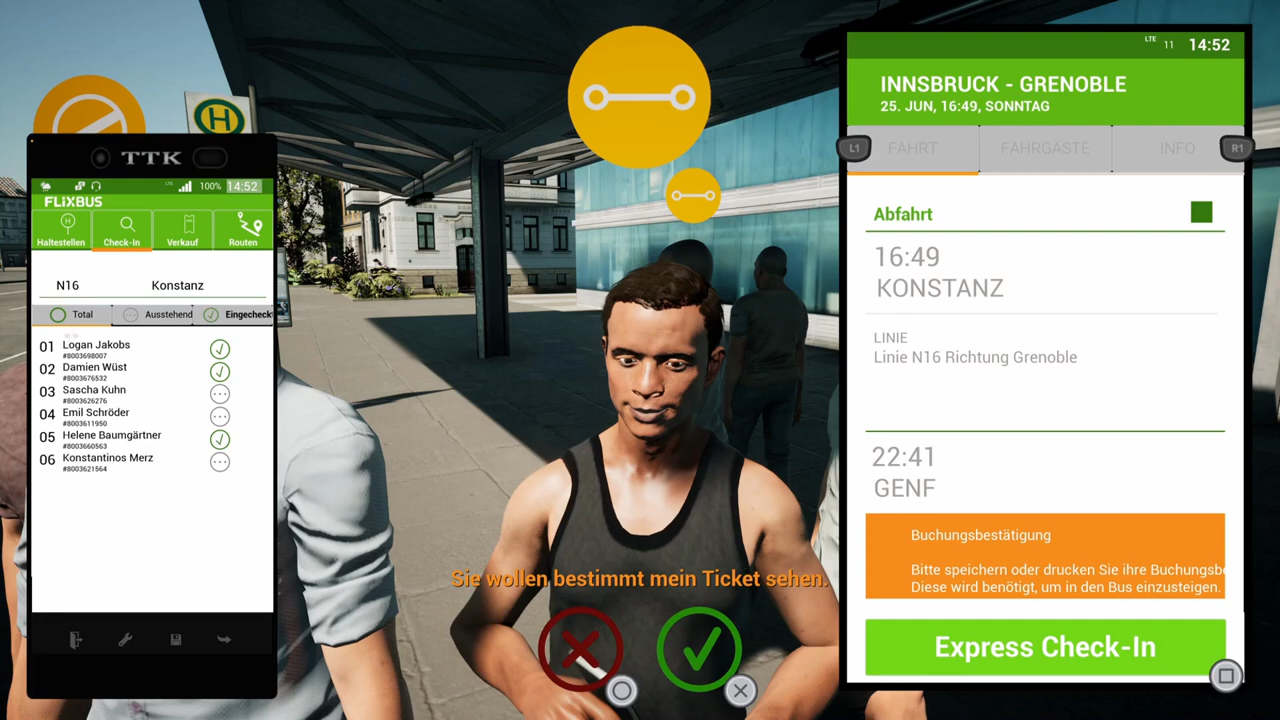 H
TTK
LTE
100%
14:52
FLiXBUS
H
Haltestellen
Check-In
Verkauf
Routen
N16
Konstanz
Total
Ausstehend
Eingecheck
01
Logan Jakobs
#8003698007
02
Damien Wüst
#8003676532
03
Sascha Kuhn
#8003626276
04
Emil Schröder
#8003611950
05
Helene Baumgärtner
#8003660563
06
Konstantinos Merz
#8003621564
Sie wollen bestimmt mein Ticket sehen.
LTE
11
14:52
INNSBRUCK - GRENOBLE
25. JUN, 16:49, SONNTAG
L1
FAHRT
FAHRGÄSTE
INFO
R1
Abfahrt
16:49
KONSTANZ
LINIE
Linie N16 Richtung Grenoble
22:41
GENF
Buchungsbestätigung
Bitte speichern oder drucken Sie ihre Buchungsbe
Diese wird benötigt, um in den Bus einzusteigen.
Express Check-In